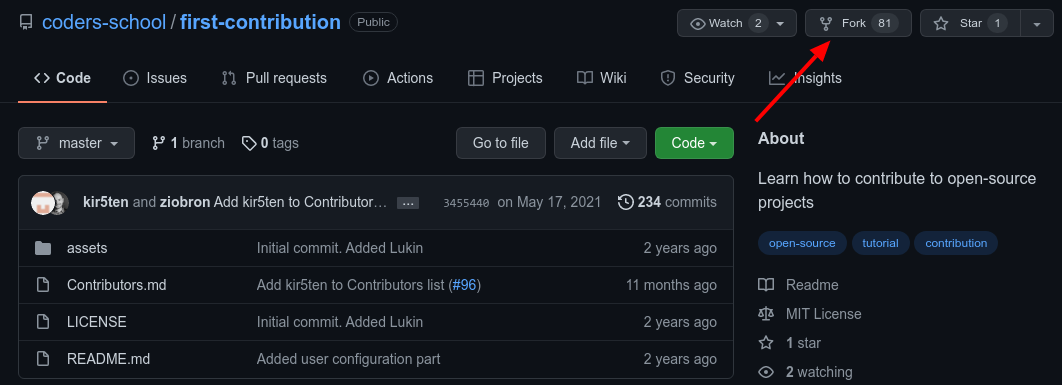 coders-school / first-contribution Public Watch 2 Fork 81 Star 1
Code Issues Pull requests Actions Projects Wiki Security Insights
master 1 branch 0 tags Go to file Add file Code
kir5ten and ziobron Add kir5ten to Contributor… ... 3455440 on May 17, 2021 234 commits
assets Initial commit. Added Lukin 2 years ago
Contributors.md Add kir5ten to Contributors list (#96) 11 months ago
LICENSE Initial commit. Added Lukin 2 years ago
README.md Added user configuration part 2 years ago
About
Learn how to contribute to open-source
projects
open-source tutorial contribution
Readme
MIT License
1 star
2 watching